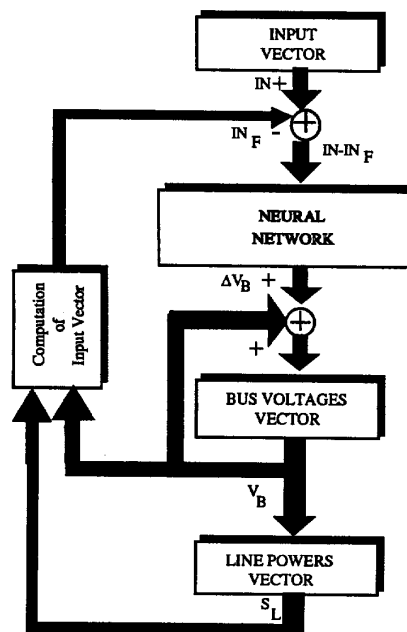 INPUT
VECTOR
IN +
IN F -
IN-IN F
NEURAL
NETWORK
ΔV B +
+
Computation
of
Input Vector
BUS VOLTAGES
VECTOR
V B
LINE POWERS
VECTOR
S L